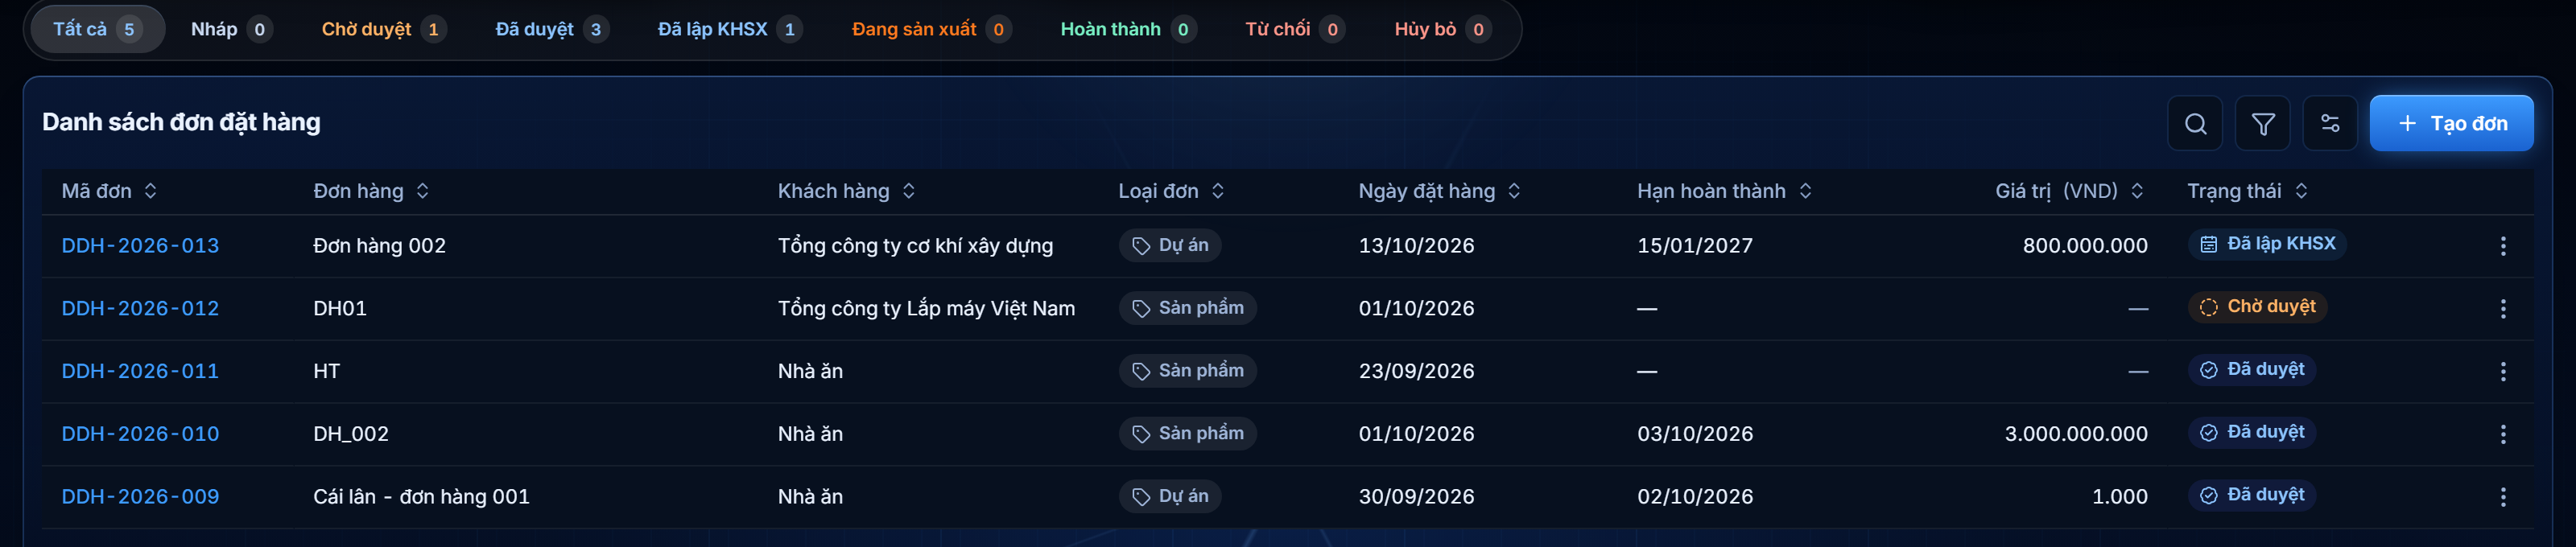 Tất cả 5 Nháp 0 Chờ duyệt 1 Đã duyệt 3 Đã lập KHSX 1 Đang sản xuất 0 Hoàn thành 0 Từ chối 0 Hủy bỏ 0
Danh sách đơn đặt hàng + Tạo đơn
Mã đơn Đơn hàng Khách hàng Loại đơn Ngày đặt hàng Hạn hoàn thành Giá trị (VND) Trạng thái
DDH-2026-013 Đơn hàng 002 Tổng công ty cơ khí xây dựng Dự án 13/10/2026 15/01/2027 800.000.000 Đã lập KHSX
DDH-2026-012 DH01 Tổng công ty Lắp máy Việt Nam Sản phẩm 01/10/2026 — — Chờ duyệt
DDH-2026-011 HT Nhà ăn Sản phẩm 23/09/2026 — — Đã duyệt
DDH-2026-010 DH_002 Nhà ăn Sản phẩm 01/10/2026 03/10/2026 3.000.000.000 Đã duyệt
DDH-2026-009 Cái lân - đơn hàng 001 Nhà ăn Dự án 30/09/2026 02/10/2026 1.000 Đã duyệt